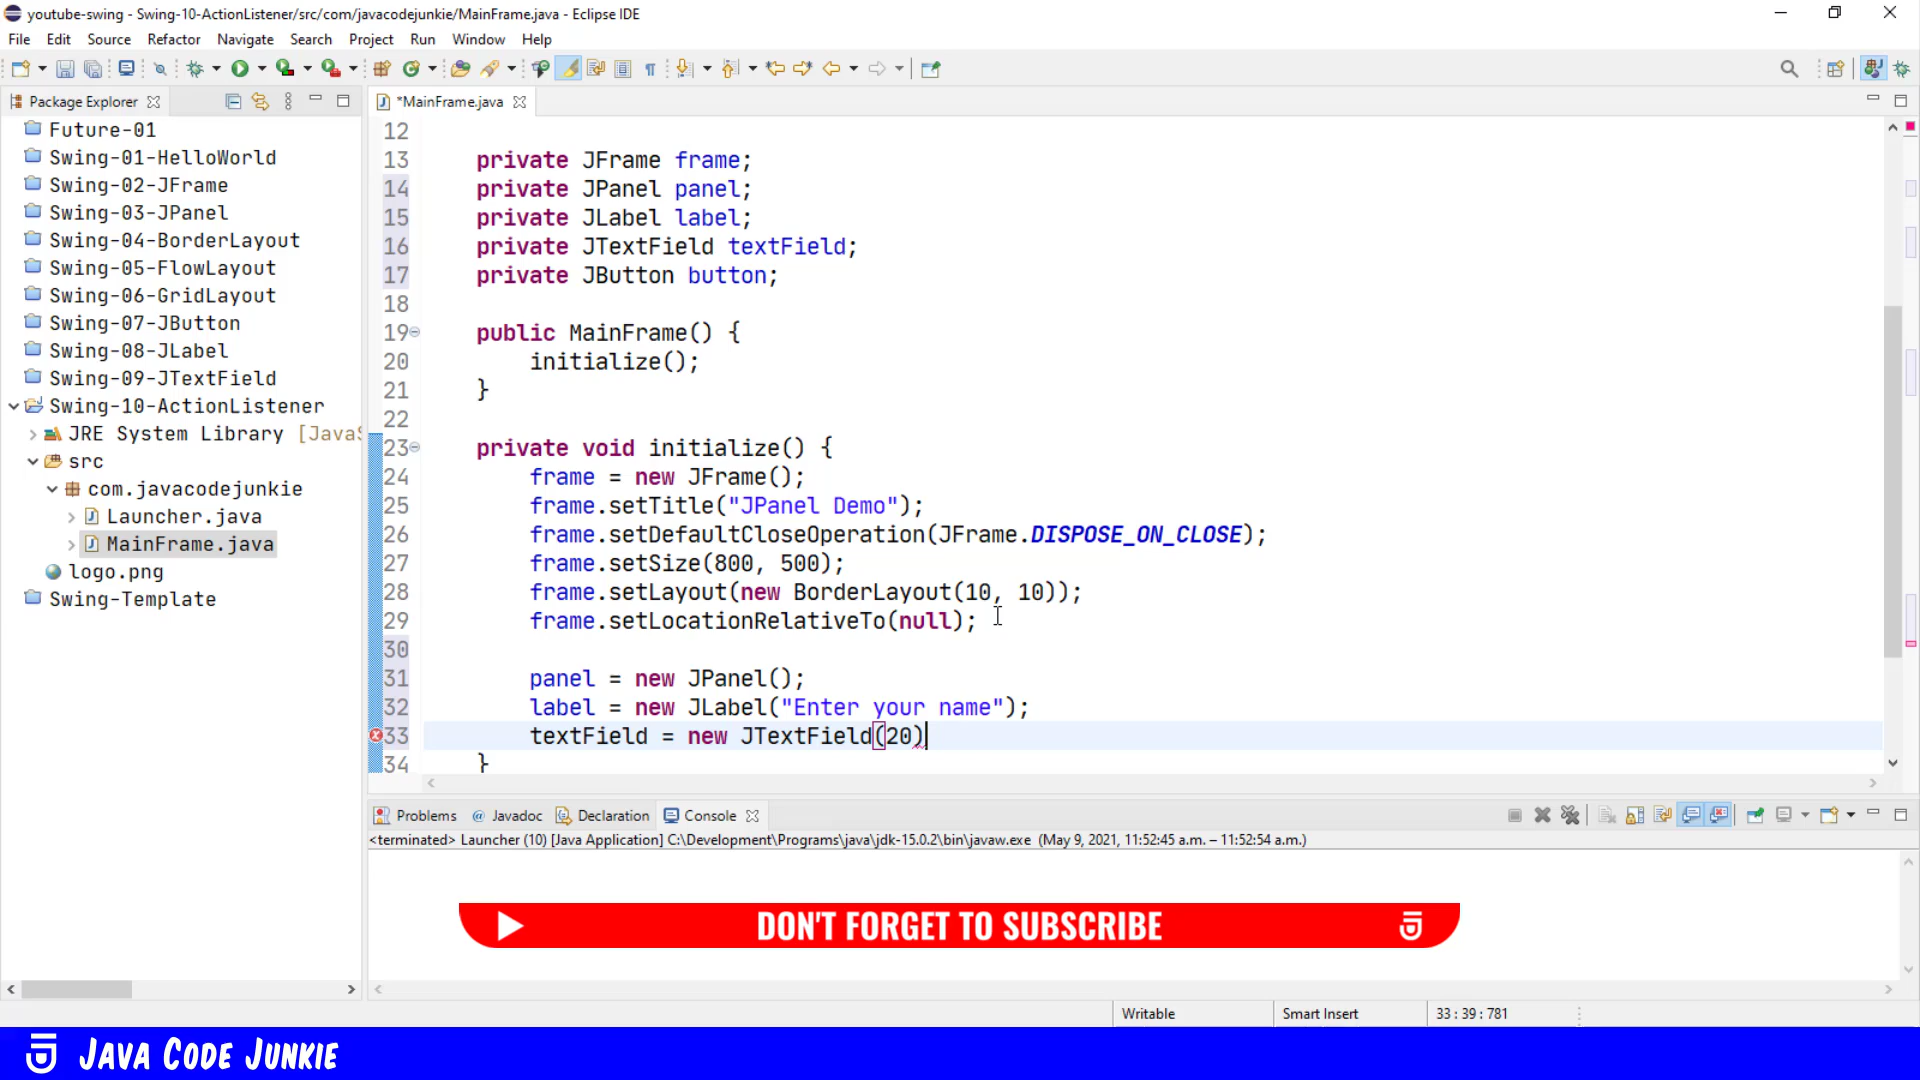 youtube-swing - Swing-10-ActionListener/src/com/javacodejunkie/MainFrame.java - Eclipse IDE
File Edit Source Refactor Navigate Search Project Run Window Help
Package Explorer
*MainFrame.java
Future-01
Swing-01-HelloWorld
Swing-02-JFrame
Swing-03-JPanel
Swing-04-BorderLayout
Swing-05-FlowLayout
Swing-06-GridLayout
Swing-07-JButton
Swing-08-JLabel
Swing-09-JTextField
Swing-10-ActionListener
JRE System Library [JavaS
src
com.javacodejunkie
Launcher.java
MainFrame.java
logo.png
Swing-Template
12
13 private JFrame frame;
14 private JPanel panel;
15 private JLabel label;
16 private JTextField textField;
17 private JButton button;
18
19 public MainFrame() {
20 initialize();
21 }
22
23 private void initialize() {
24 frame = new JFrame();
25 frame.setTitle("JPanel Demo");
26 frame.setDefaultCloseOperation(JFrame.DISPOSE_ON_CLOSE);
27 frame.setSize(800, 500);
28 frame.setLayout(new BorderLayout(10, 10));
29 frame.setLocationRelativeTo(null);
30
31 panel = new JPanel();
32 label = new JLabel("Enter your name");
33 textField = new JTextField(20)
34 }
Problems Javadoc Declaration Console
<terminated> Launcher (10) [Java Application] C:\Development\Programs\java\jdk-15.0.2\bin\javaw.exe (May 9, 2021, 11:52:45 a.m. – 11:52:54 a.m.)
DON'T FORGET TO SUBSCRIBE
Writable Smart Insert 33 : 39 : 781
JAVA CODE JUNKIE